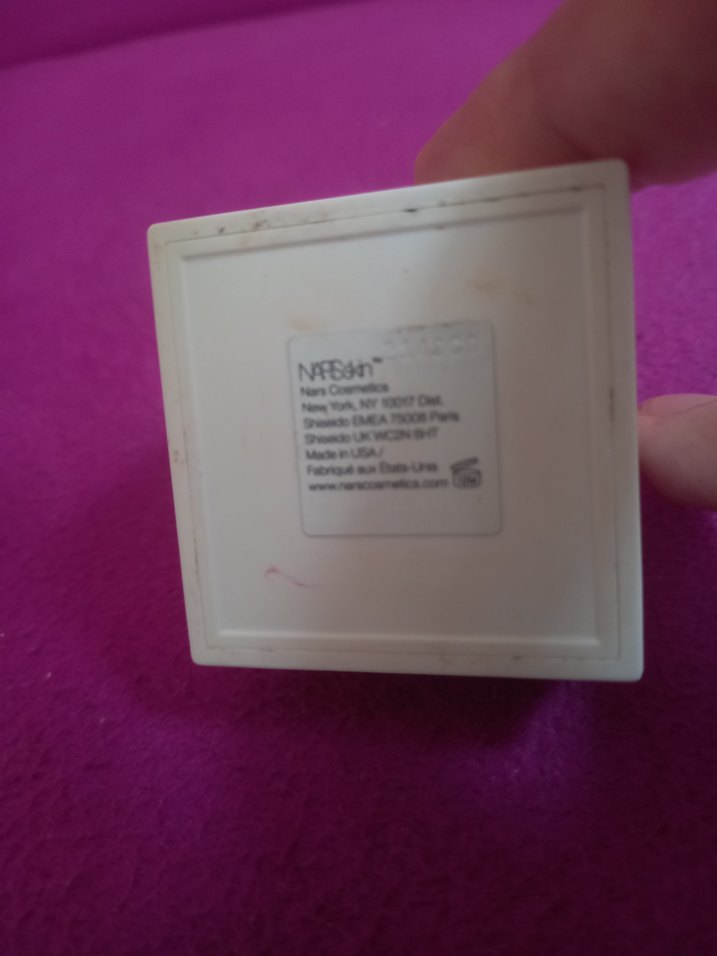 NARSskin™
Nars Cosmetics
New York, NY 10017 Dist.
Shiseido EMEA 75008 Paris
Shiseido UK WC2N 6HT
Made in USA /
Fabriqué aux États-Unis
www.narscosmetics.com
12M